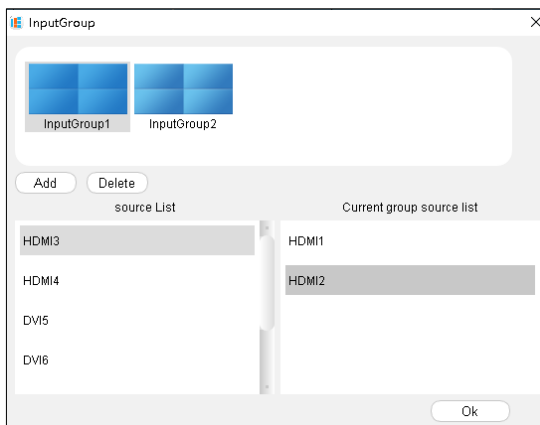 InputGroup
InputGroup1 InputGroup2
Add Delete
source List Current group source list
HDMI3 HDMI1
HDMI4 HDMI2
DVI5
DVI6
Ok